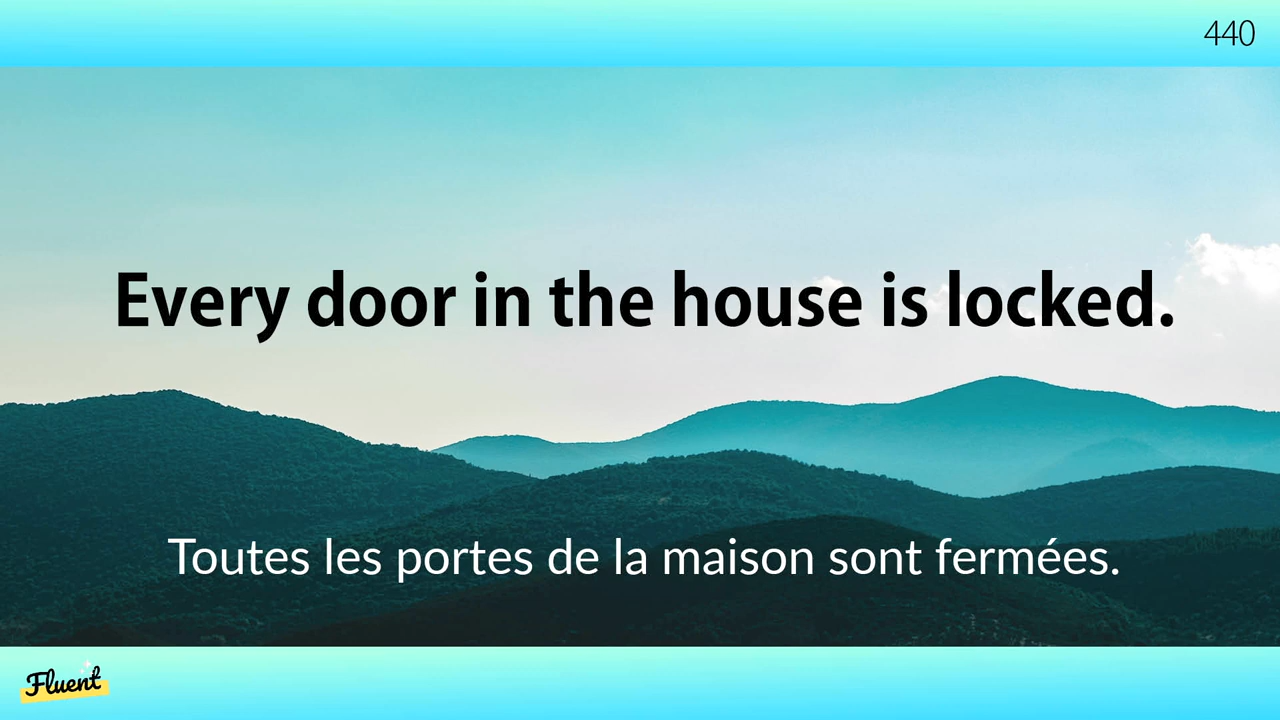 440
Every door in the house is locked.
Toutes les portes de la maison sont fermées.
Fluent